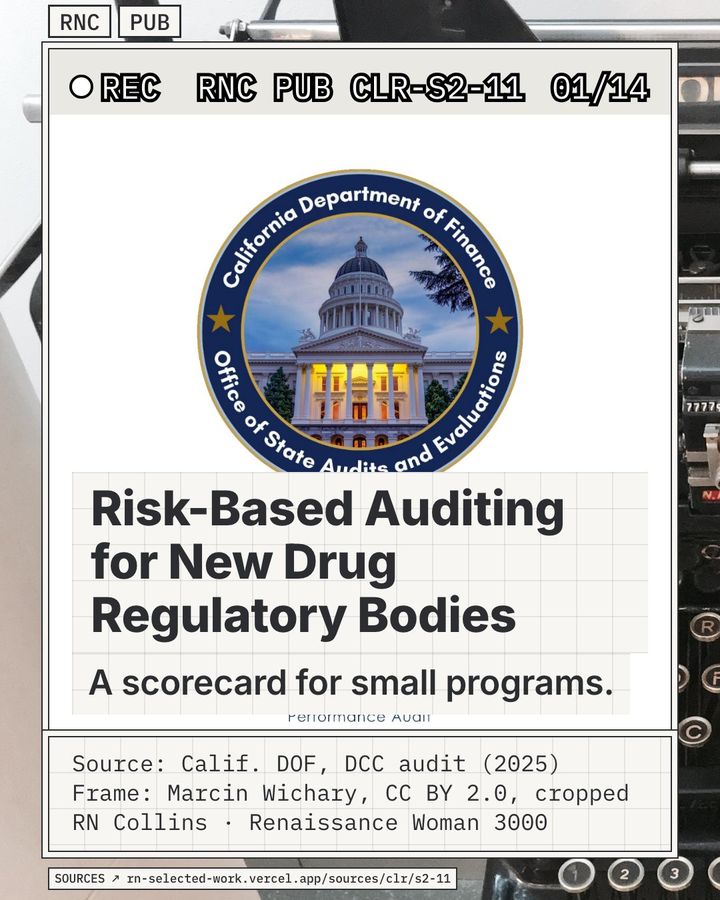 RNC PUB
REC RNC PUB CLR-S2-11 01/14
California Department of Finance
Office of State Audits and Evaluations
Risk-Based Auditing
for New Drug
Regulatory Bodies
A scorecard for small programs.
Performance Audit
Source: Calif. DOF, DCC audit (2025)
Frame: Marcin Wichary, CC BY 2.0, cropped
RN Collins · Renaissance Woman 3000
SOURCES ↗ rn-selected-work.vercel.app/sources/clr/s2-11
R
C
1 2 3